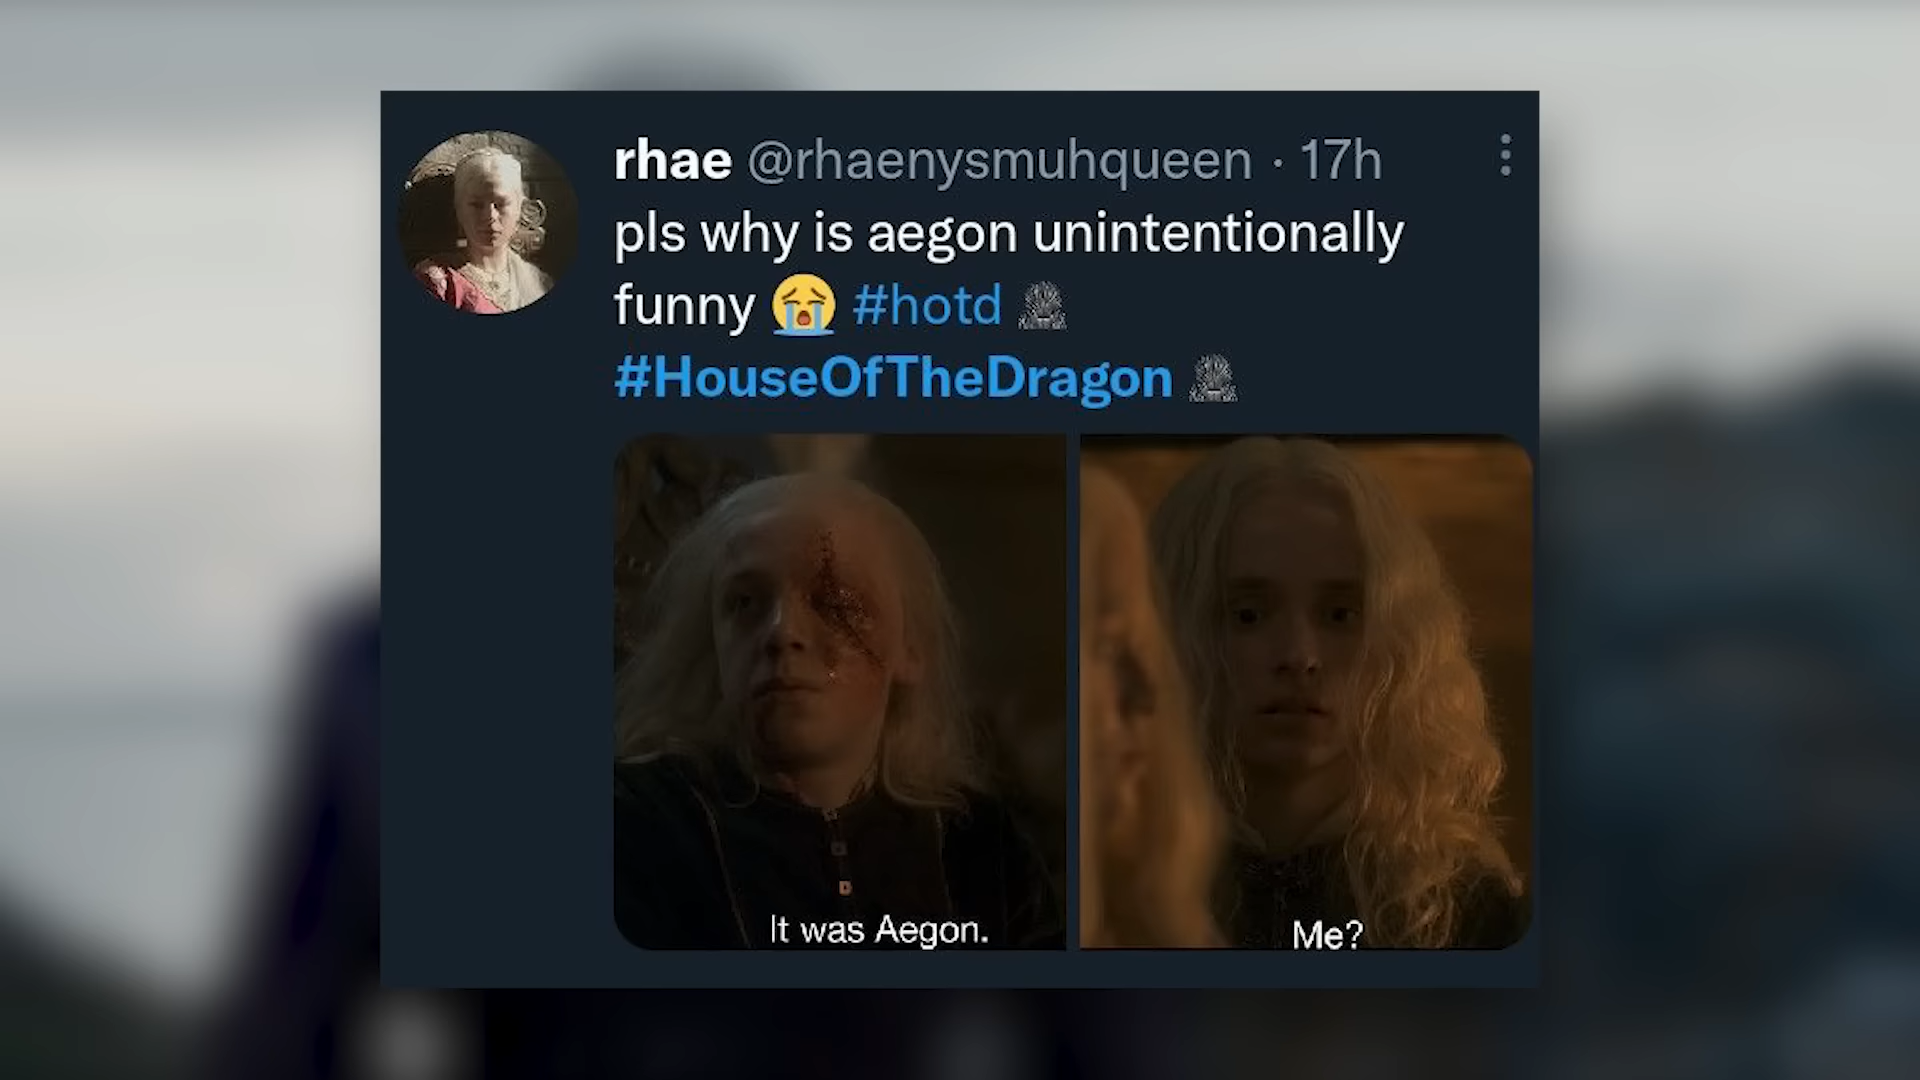 rhae @rhaenysmuhqueen · 17h
pls why is aegon unintentionally
funny 😭 #hotd
#HouseOfTheDragon
It was Aegon.
Me?